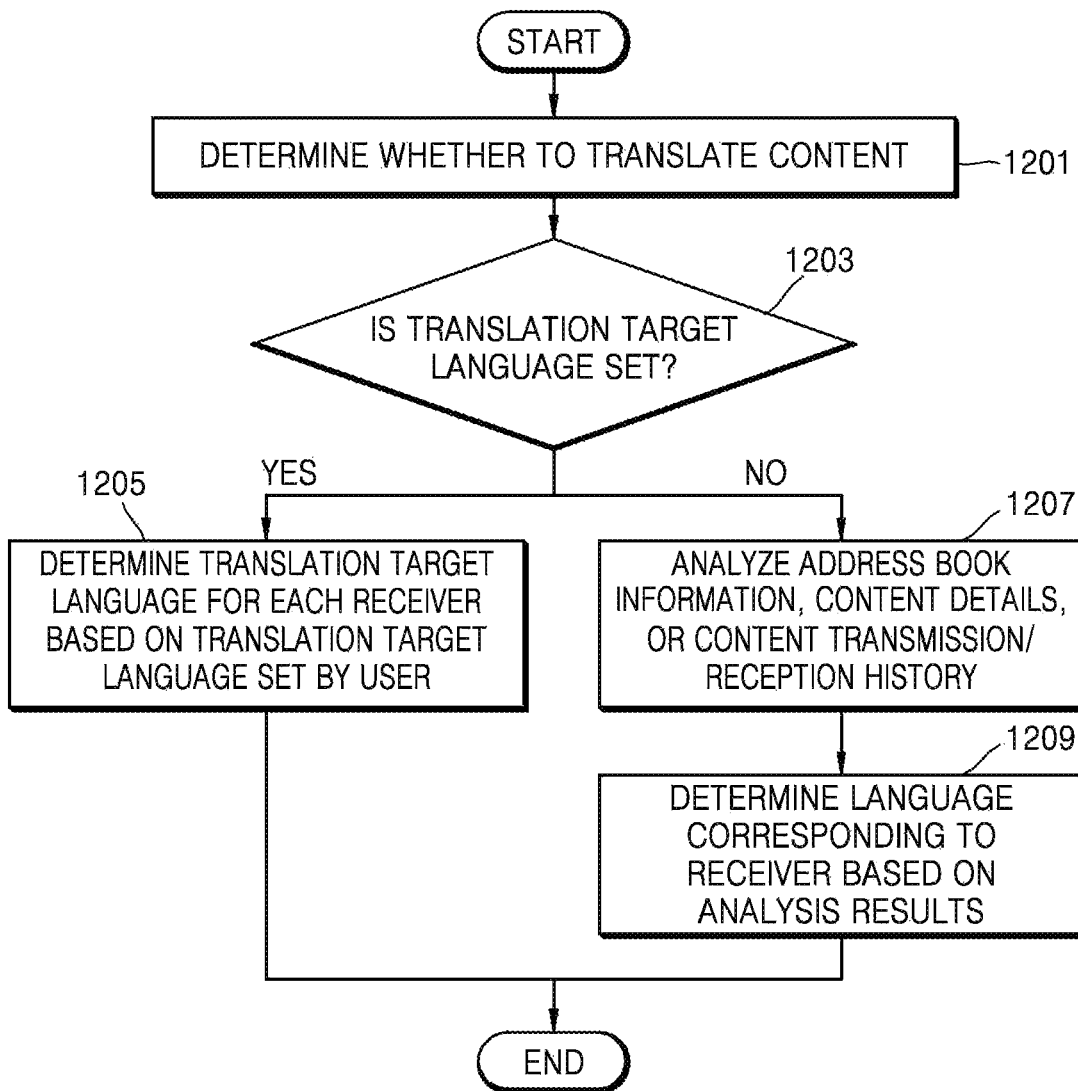 START
DETERMINE WHETHER TO TRANSLATE CONTENT
1201
1203
IS TRANSLATION TARGET
LANGUAGE SET?
YES
NO
1205
DETERMINE TRANSLATION TARGET
LANGUAGE FOR EACH RECEIVER
BASED ON TRANSLATION TARGET
LANGUAGE SET BY USER
1207
ANALYZE ADDRESS BOOK
INFORMATION, CONTENT DETAILS,
OR CONTENT TRANSMISSION/
RECEPTION HISTORY
1209
DETERMINE LANGUAGE
CORRESPONDING TO
RECEIVER BASED ON
ANALYSIS RESULTS
END